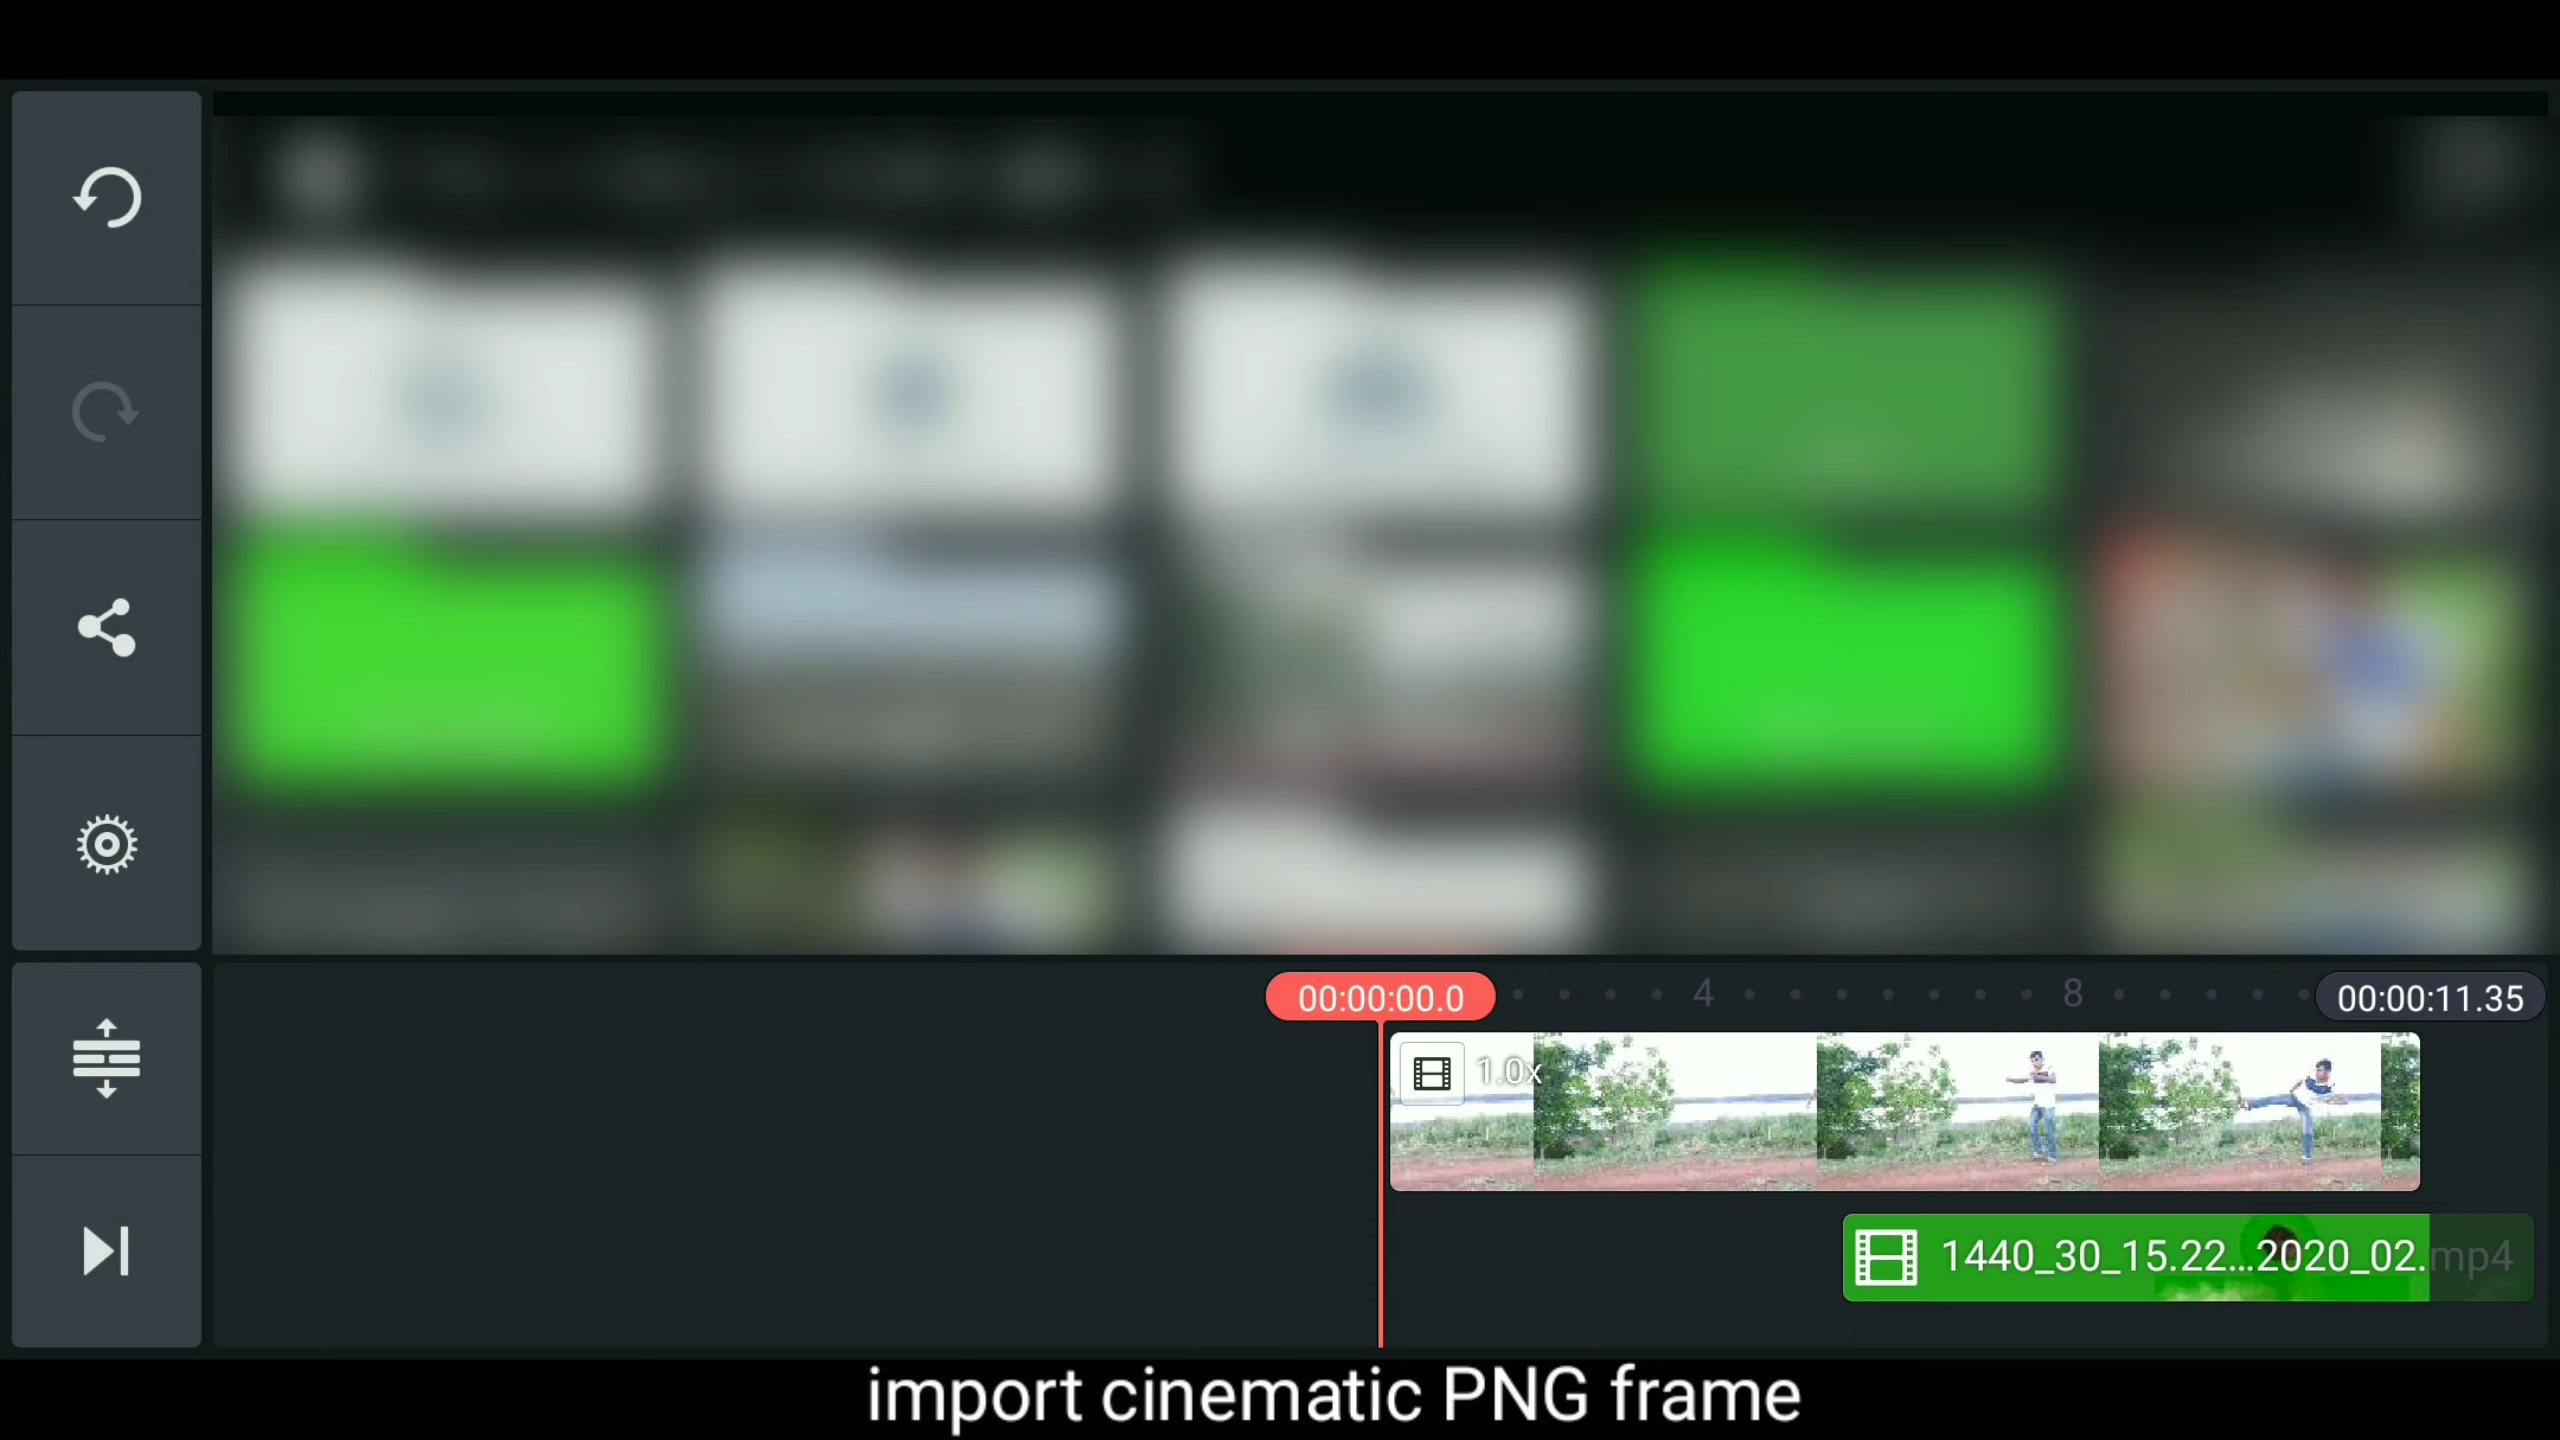 00:00:00.0
4
8
00:00:11.35
1.0x
1440_30_15.22...2020_02.mp4
import cinematic PNG frame